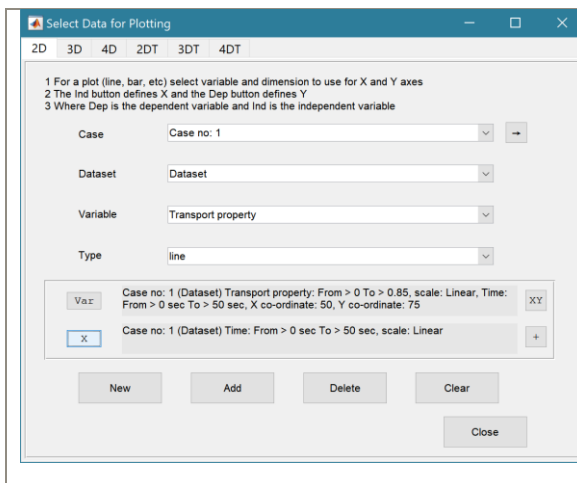 Select Data for Plotting
2D 3D 4D 2DT 3DT 4DT
1 For a plot (line, bar, etc) select variable and dimension to use for X and Y axes
2 The Ind button defines X and the Dep button defines Y
3 Where Dep is the dependent variable and Ind is the independent variable
Case Case no: 1 →
Dataset Dataset
Variable Transport property
Type line
Var Case no: 1 (Dataset) Transport property: From > 0 To > 0.85, scale: Linear, Time: XY
From > 0 sec To > 50 sec, X co-ordinate: 50, Y co-ordinate: 75
X Case no: 1 (Dataset) Time: From > 0 sec To > 50 sec, scale: Linear +
New Add Delete Clear
Close